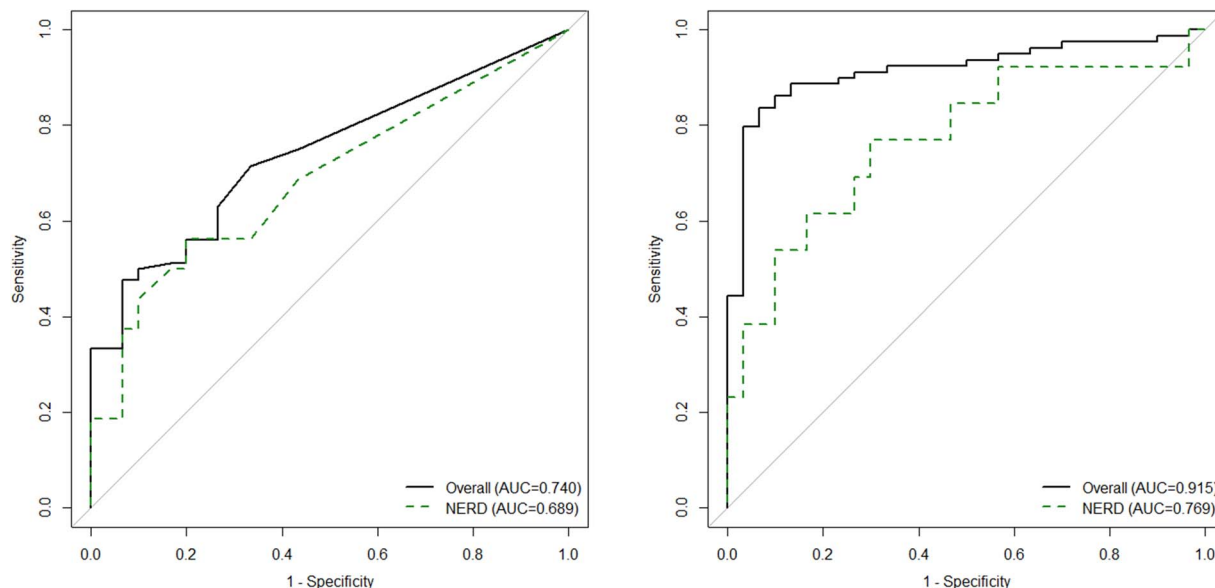 1.0
0.8
0.6
0.4
0.2
0.0
Sensitivity
Overall (AUC=0.740)
NERD (AUC=0.689)
0.0 0.2 0.4 0.6 0.8 1.0
1 - Specificity
1.0
0.8
0.6
0.4
0.2
0.0
Sensitivity
Overall (AUC=0.915)
NERD (AUC=0.769)
0.0 0.2 0.4 0.6 0.8 1.0
1 - Specificity